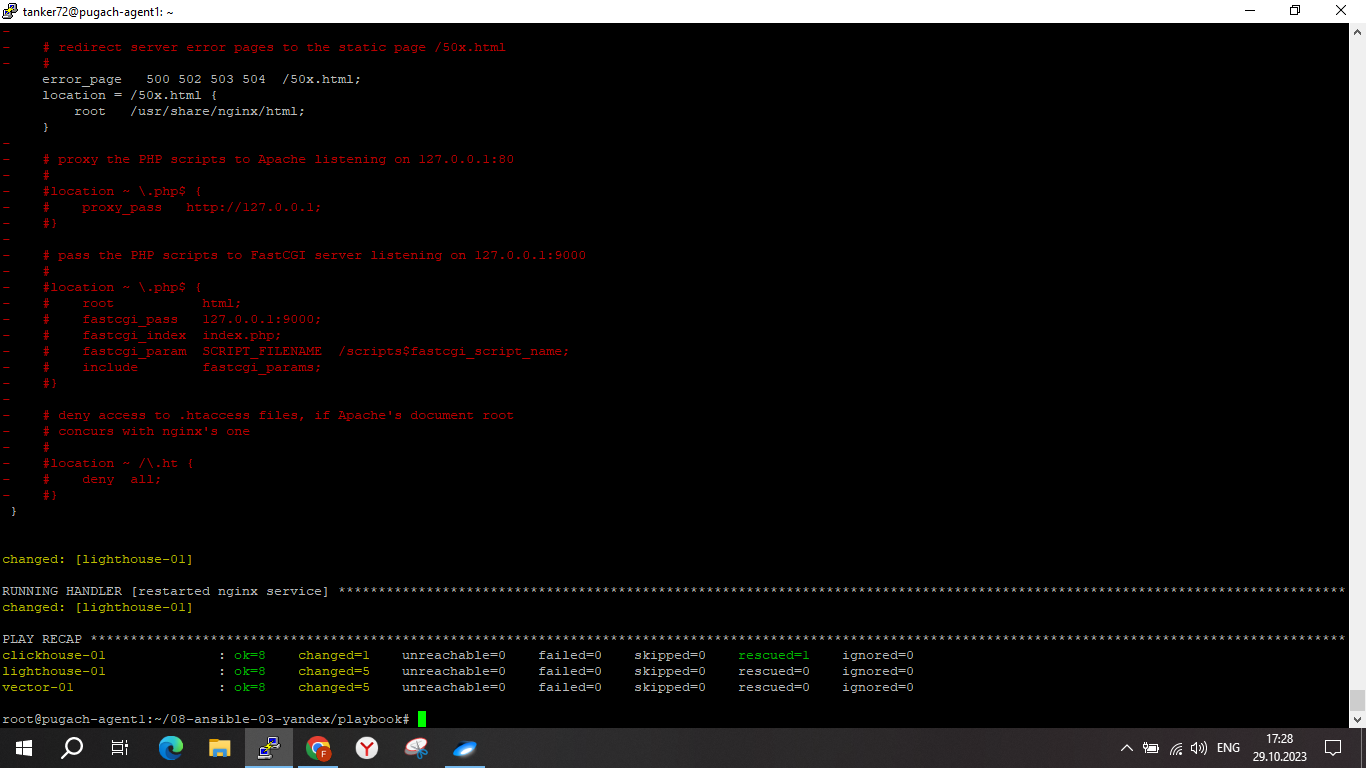 tanker72@pugach-agent1: ~
-
-    # redirect server error pages to the static page /50x.html
-    #
     error_page   500 502 503 504  /50x.html;
     location = /50x.html {
         root   /usr/share/nginx/html;
     }
-
-    # proxy the PHP scripts to Apache listening on 127.0.0.1:80
-    #
-    #location ~ \.php$ {
-    #    proxy_pass   http://127.0.0.1;
-    #}
-
-    # pass the PHP scripts to FastCGI server listening on 127.0.0.1:9000
-    #
-    #location ~ \.php$ {
-    #    root           html;
-    #    fastcgi_pass   127.0.0.1:9000;
-    #    fastcgi_index  index.php;
-    #    fastcgi_param  SCRIPT_FILENAME  /scripts$fastcgi_script_name;
-    #    include        fastcgi_params;
-    #}
-
-    # deny access to .htaccess files, if Apache's document root
-    # concurs with nginx's one
-    #
-    #location ~ /\.ht {
-    #    deny  all;
-    #}
 }
changed: [lighthouse-01]
RUNNING HANDLER [restarted nginx service] *****************************************************************************************************************************
changed: [lighthouse-01]
PLAY RECAP ************************************************************************************************************************************************************
clickhouse-01              : ok=8    changed=1    unreachable=0    failed=0    skipped=0    rescued=1    ignored=0
lighthouse-01              : ok=8    changed=5    unreachable=0    failed=0    skipped=0    rescued=0    ignored=0
vector-01                  : ok=8    changed=5    unreachable=0    failed=0    skipped=0    rescued=0    ignored=0
root@pugach-agent1:~/08-ansible-03-yandex/playbook#
ENG
17:28
29.10.2023